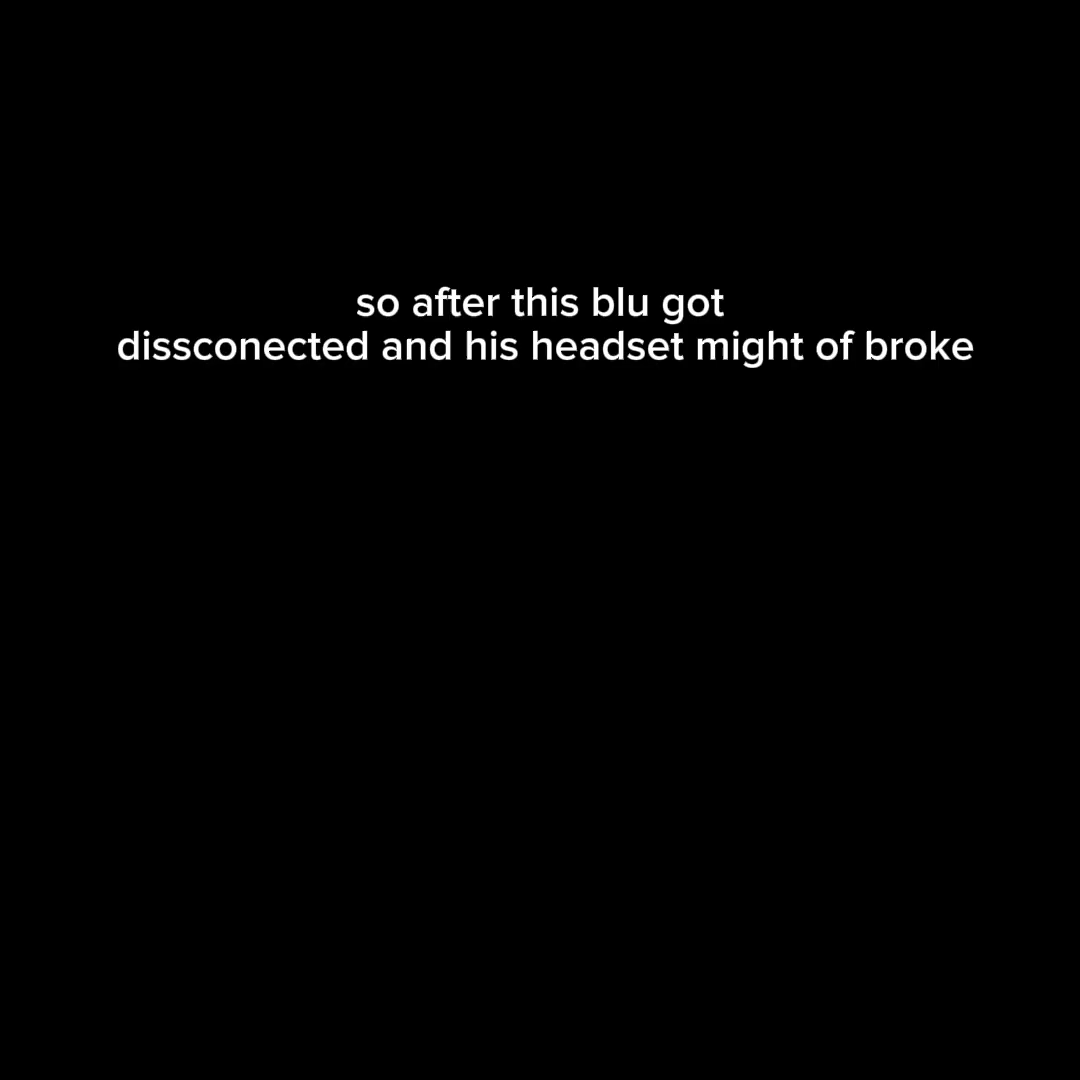 so after this blu got
dissconected and his headset might of broke